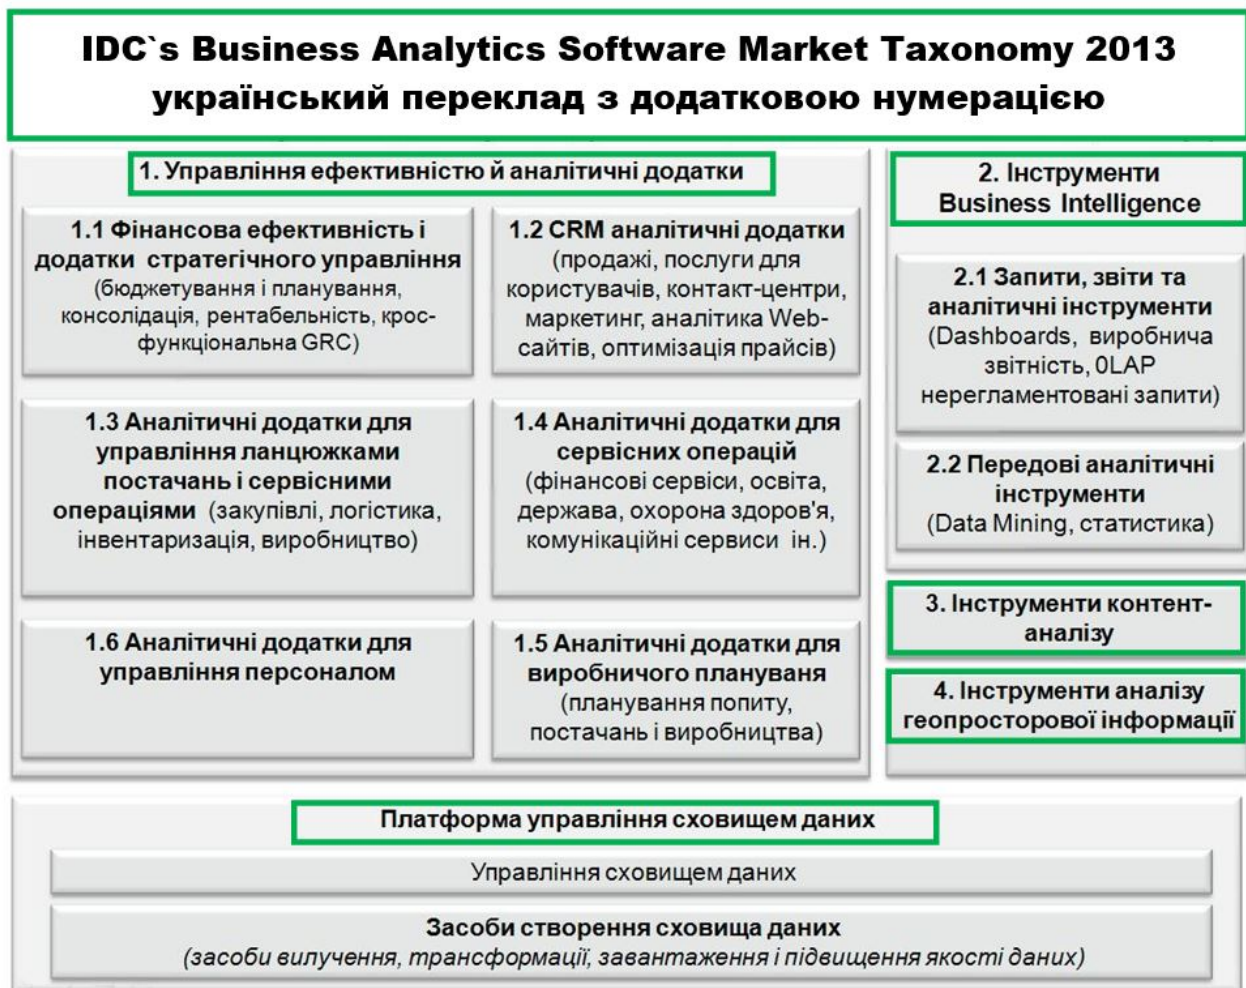 IDC`s Business Analytics Software Market Taxonomy 2013
український переклад з додатковою нумерацією
1. Управління ефективністю й аналітичні додатки
1.1 Фінансова ефективність і
додатки стратегічного управління
(бюджетування і планування,
консолідація, рентабельність, крос-
функціональна GRC)
1.2 CRM аналітичні додатки
(продажі, послуги для
користувачів, контакт-центри,
маркетинг, аналітика Web-
сайтів, оптимізація прайсів)
1.3 Аналітичні додатки для
управління ланцюжками
постачань і сервісними
операціями (закупівлі, логістика,
інвентаризація, виробництво)
1.4 Аналітичні додатки для
сервісних операцій
(фінансові сервіси, освіта,
держава, охорона здоров'я,
комунікаційні сервиси ін.)
1.6 Аналітичні додатки для
управління персоналом
1.5 Аналітичні додатки для
виробничого плануваня
(планування попиту,
постачань і виробництва)
2. Інструменти
Business Intelligence
2.1 Запити, звіти та
аналітичні інструменти
(Dashboards, виробнича
звітність, 0LAP
нерегламентовані запити)
2.2 Передові аналітичні
інструменти
(Data Mining, статистика)
3. Інструменти контент-
аналізу
4. Інструменти аналізу
геопросторової інформації
Платформа управління сховищем даних
Управління сховищем даних
Засоби створення сховища даних
(засоби вилучення, трансформації, завантаження і підвищення якості даних)